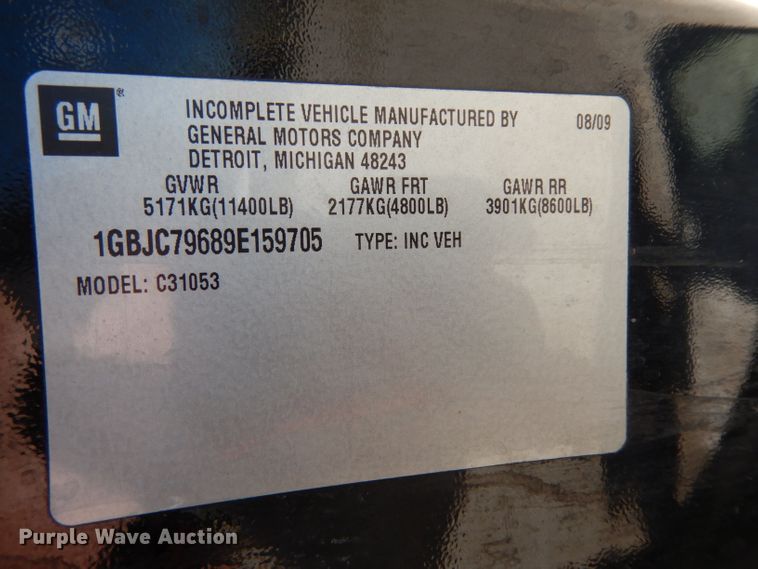 GM®
INCOMPLETE VEHICLE MANUFACTURED BY 08/09
GENERAL MOTORS COMPANY
DETROIT, MICHIGAN 48243
GVWR GAWR FRT GAWR RR
5171KG(11400LB) 2177KG(4800LB) 3901KG(8600LB)
1GBJC79689E159705 TYPE: INC VEH
MODEL: C31053
Purple Wave Auction